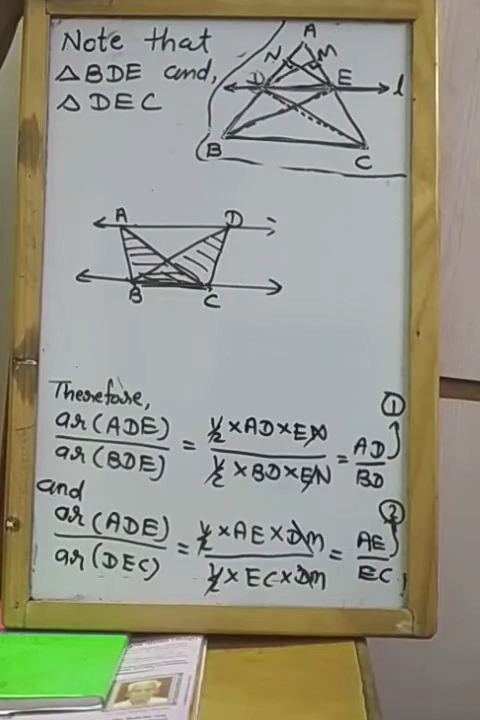 Note that
△BDE and,
△DEC
A
N M
D E l
B C
A D
B C
Therefore,
ar(ADE) / ar(BDE) = ½ × AD × EN / ½ × BD × EN = AD / BD ①
and
ar(ADE) / ar(DEC) = ½ × AE × DM / ½ × EC × DM = AE / EC ②